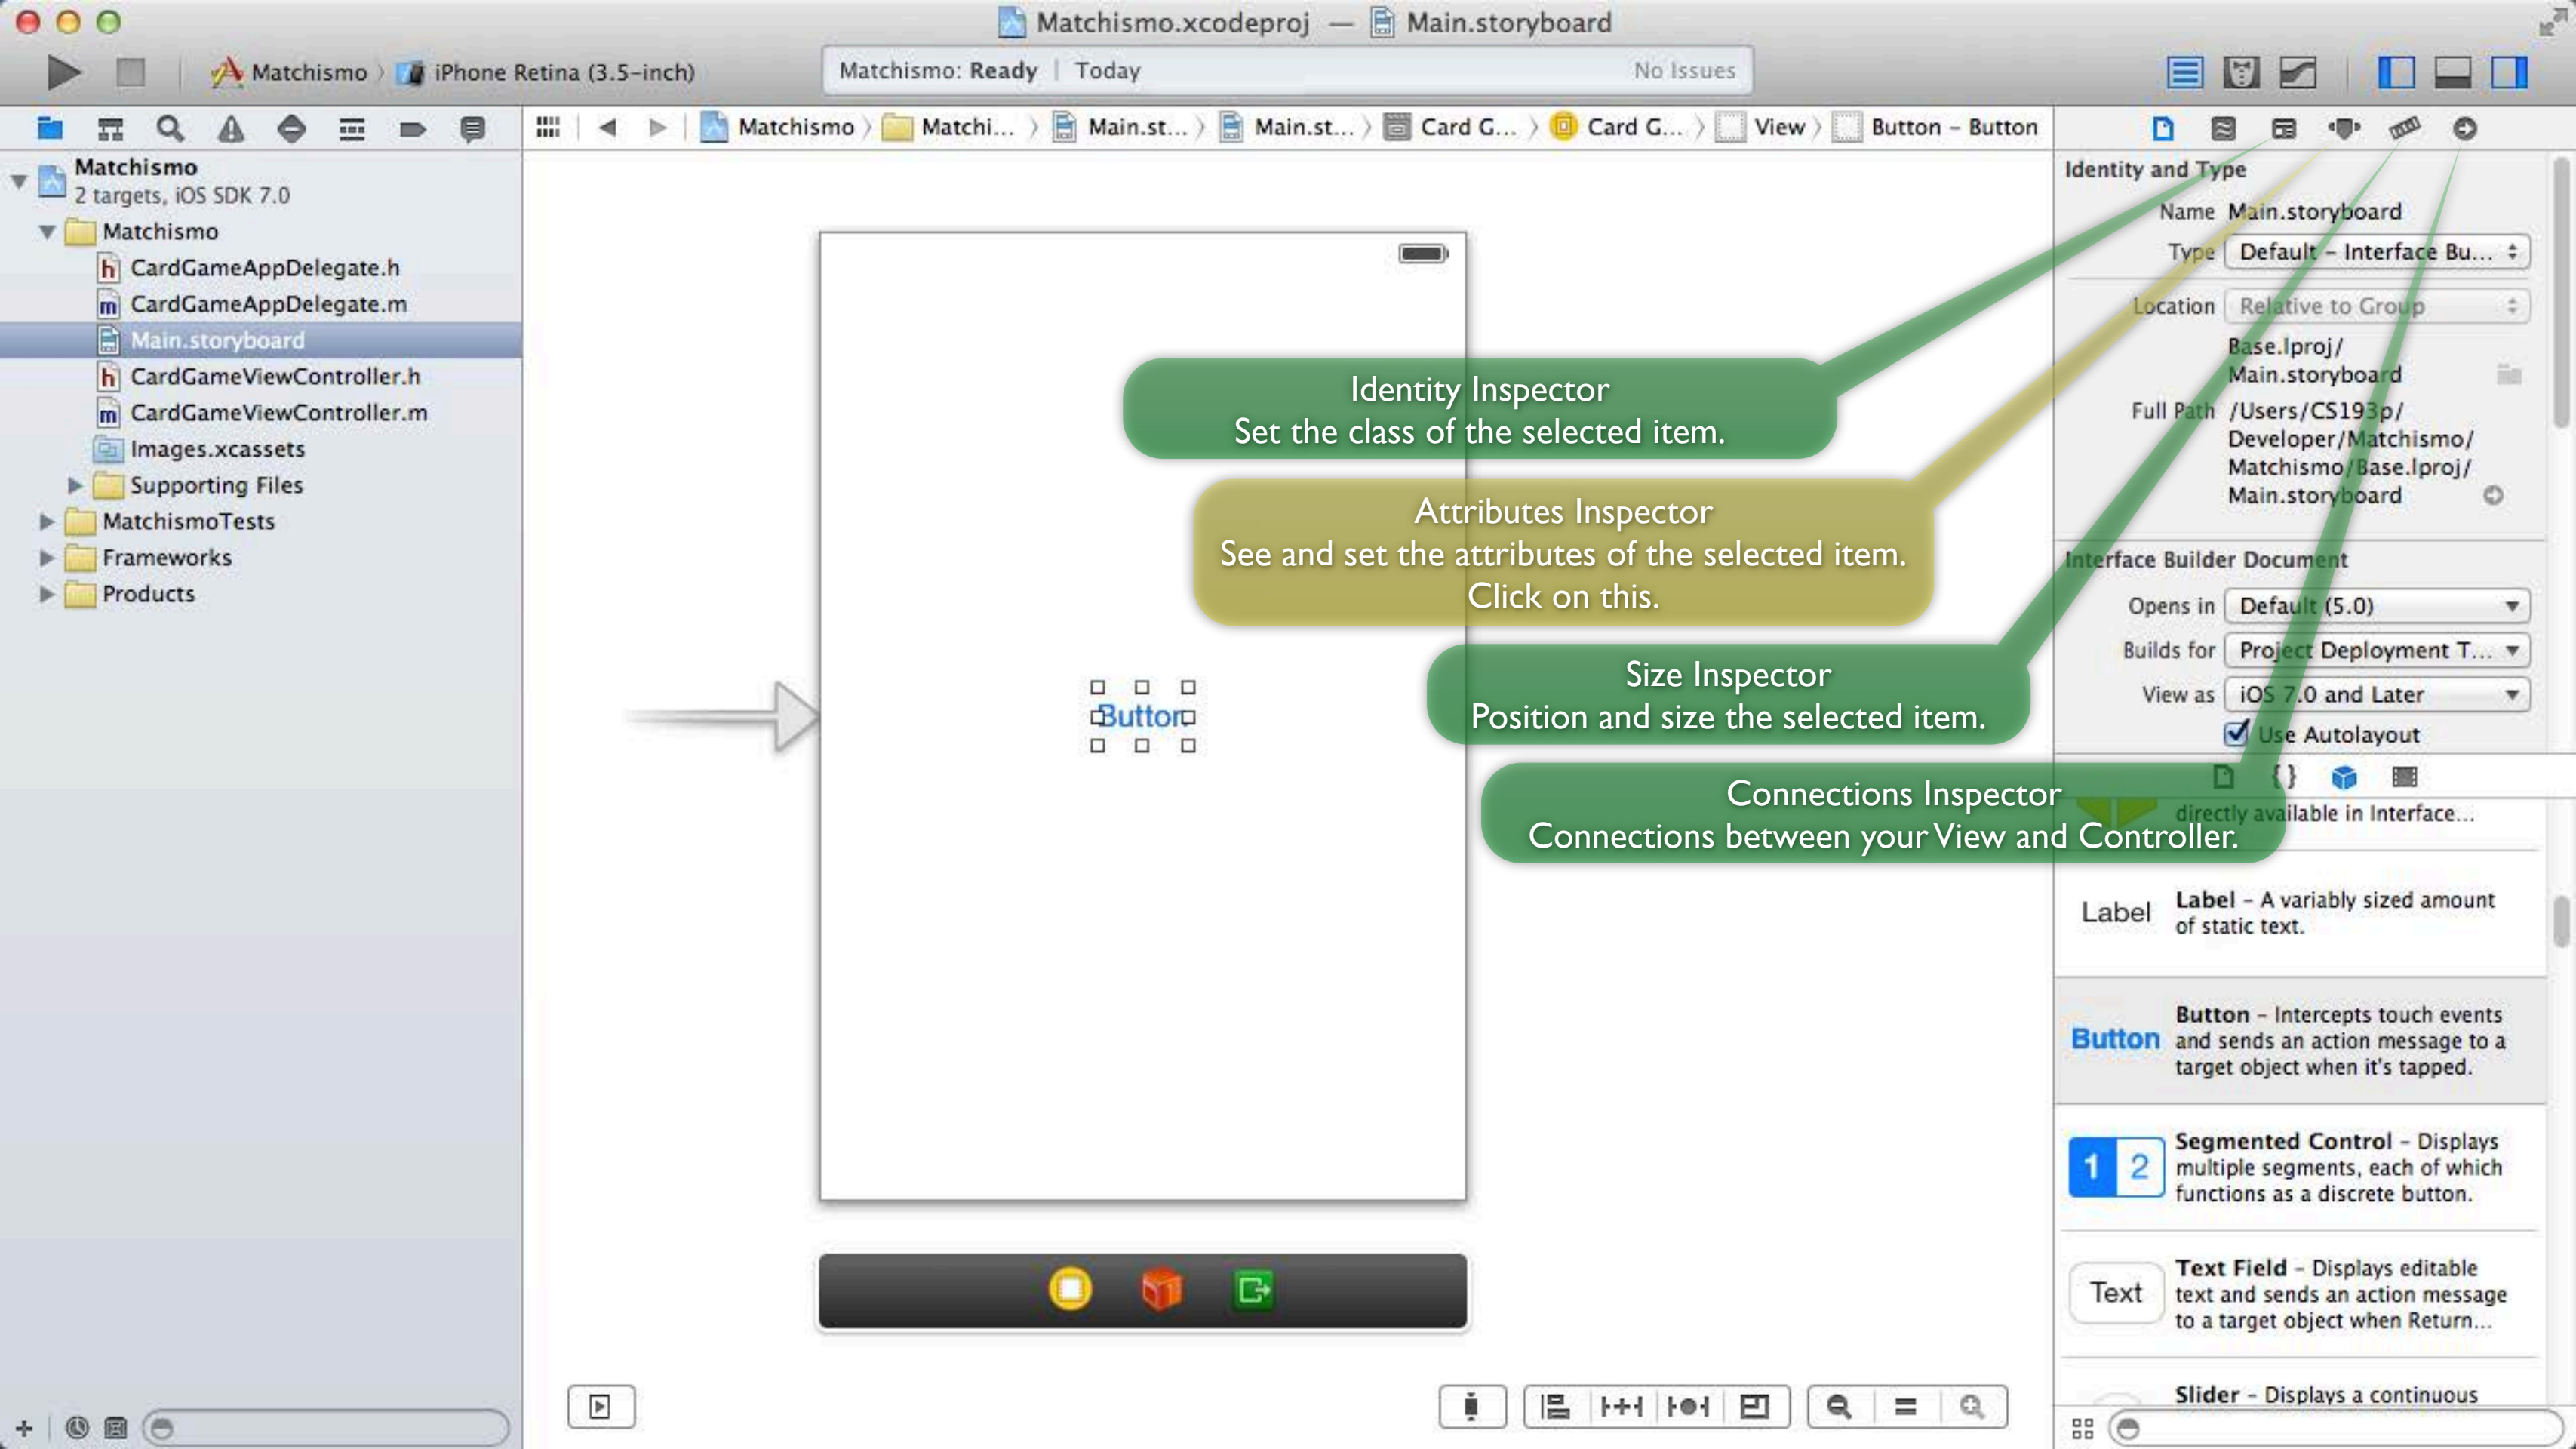 Matchismo.xcodeproj — Main.storyboard
Matchismo 〉 iPhone Retina (3.5-inch)
Matchismo: Ready | Today
No Issues
Matchismo 〉 Matchi... 〉 Main.st... 〉 Main.st... 〉 Card G... 〉 Card G... 〉 View 〉 Button – Button
Matchismo
2 targets, iOS SDK 7.0
Matchismo
h CardGameAppDelegate.h
m CardGameAppDelegate.m
Main.storyboard
h CardGameViewController.h
m CardGameViewController.m
Images.xcassets
Supporting Files
MatchismoTests
Frameworks
Products
Button
Identity Inspector
Set the class of the selected item.
Attributes Inspector
See and set the attributes of the selected item.
Click on this.
Size Inspector
Position and size the selected item.
Connections Inspector
Connections between your View and Controller.
Identity and Type
Name Main.storyboard
Type Default – Interface Bu...
Location Relative to Group
Base.lproj/
Main.storyboard
Full Path /Users/CS193p/
Developer/Matchismo/
Matchismo/Base.lproj/
Main.storyboard
Interface Builder Document
Opens in Default (5.0)
Builds for Project Deployment T...
View as iOS 7.0 and Later
Use Autolayout
{ }
directly available in Interface...
Label
Label – A variably sized amount
of static text.
Button
Button – Intercepts touch events
and sends an action message to a
target object when it's tapped.
1 2
Segmented Control – Displays
multiple segments, each of which
functions as a discrete button.
Text
Text Field – Displays editable
text and sends an action message
to a target object when Return...
Slider – Displays a continuous